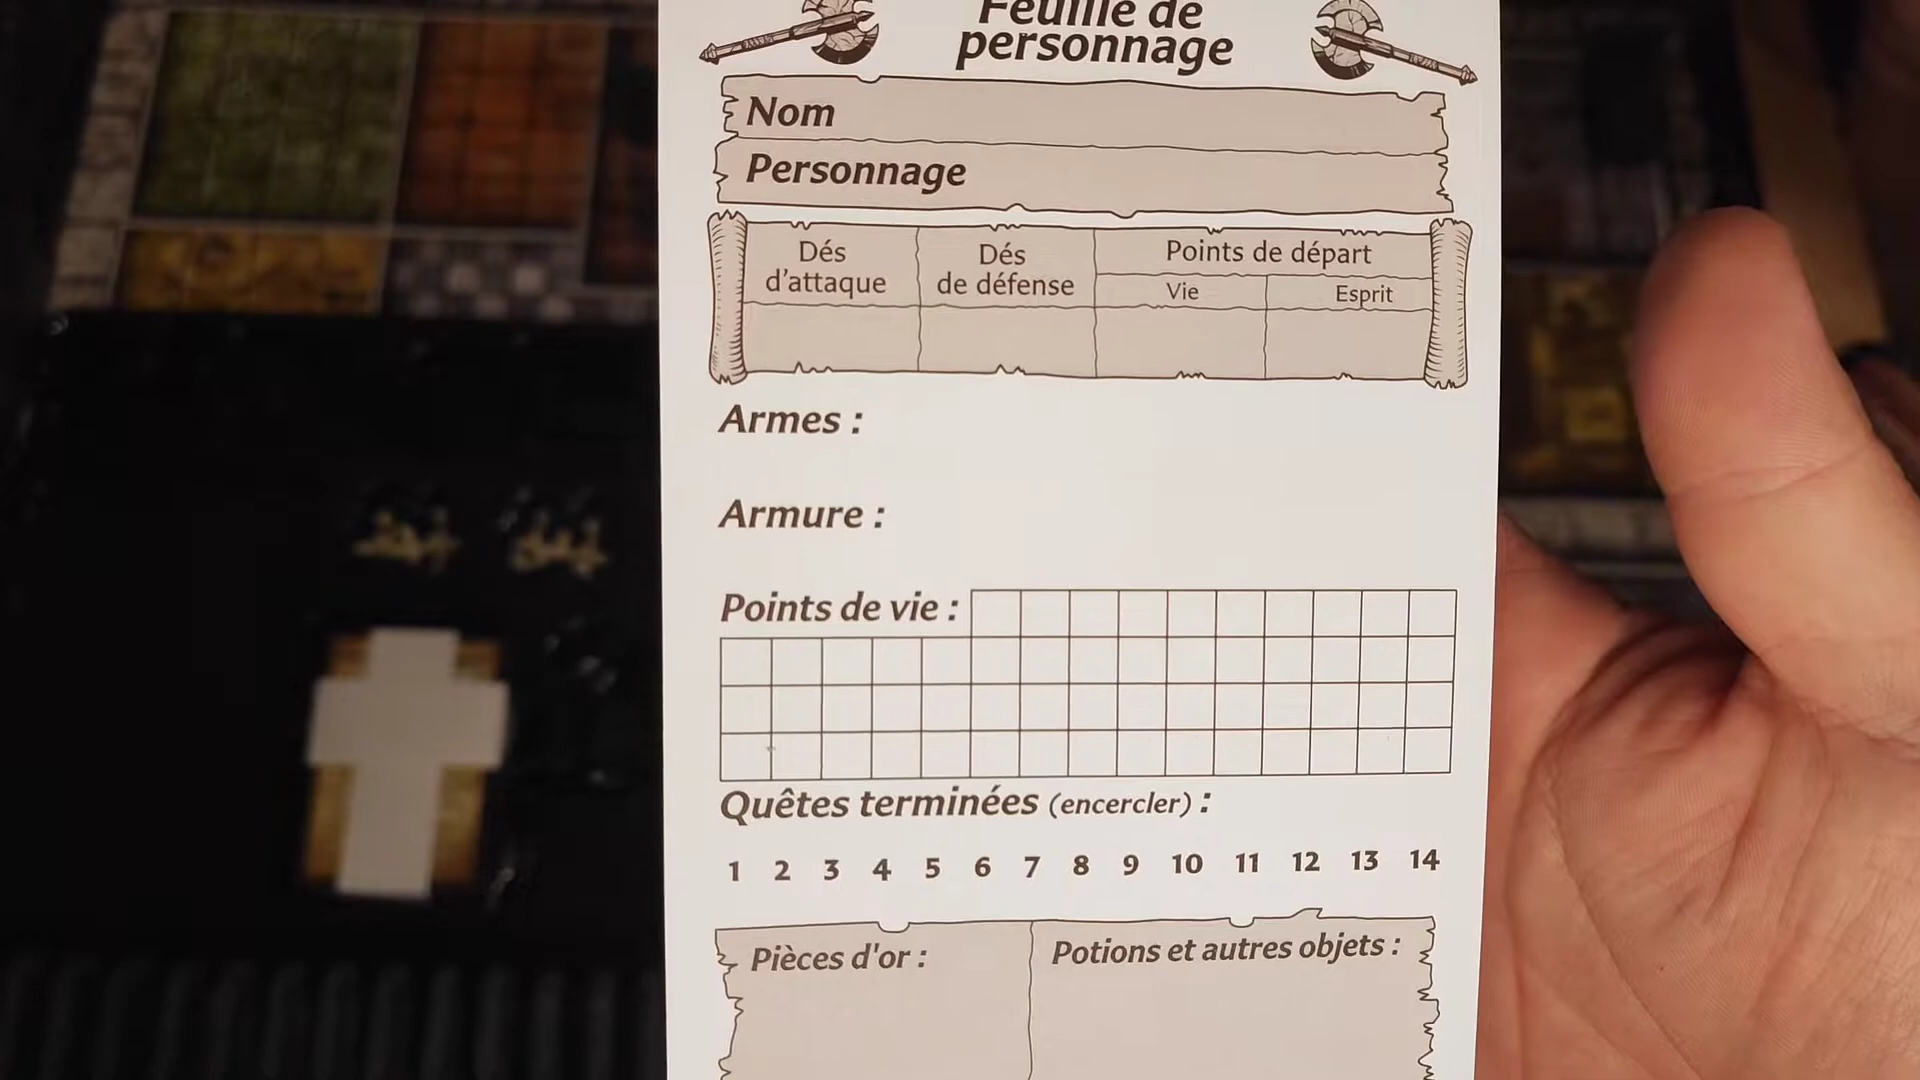 Feuille de
personnage
Nom
Personnage
Dés
d'attaque
Dés
de défense
Points de départ
Vie
Esprit
Armes :
Armure :
Points de vie :
Quêtes terminées (encercler) :
1 2 3 4 5 6 7 8 9 10 11 12 13 14
Pièces d'or :
Potions et autres objets :